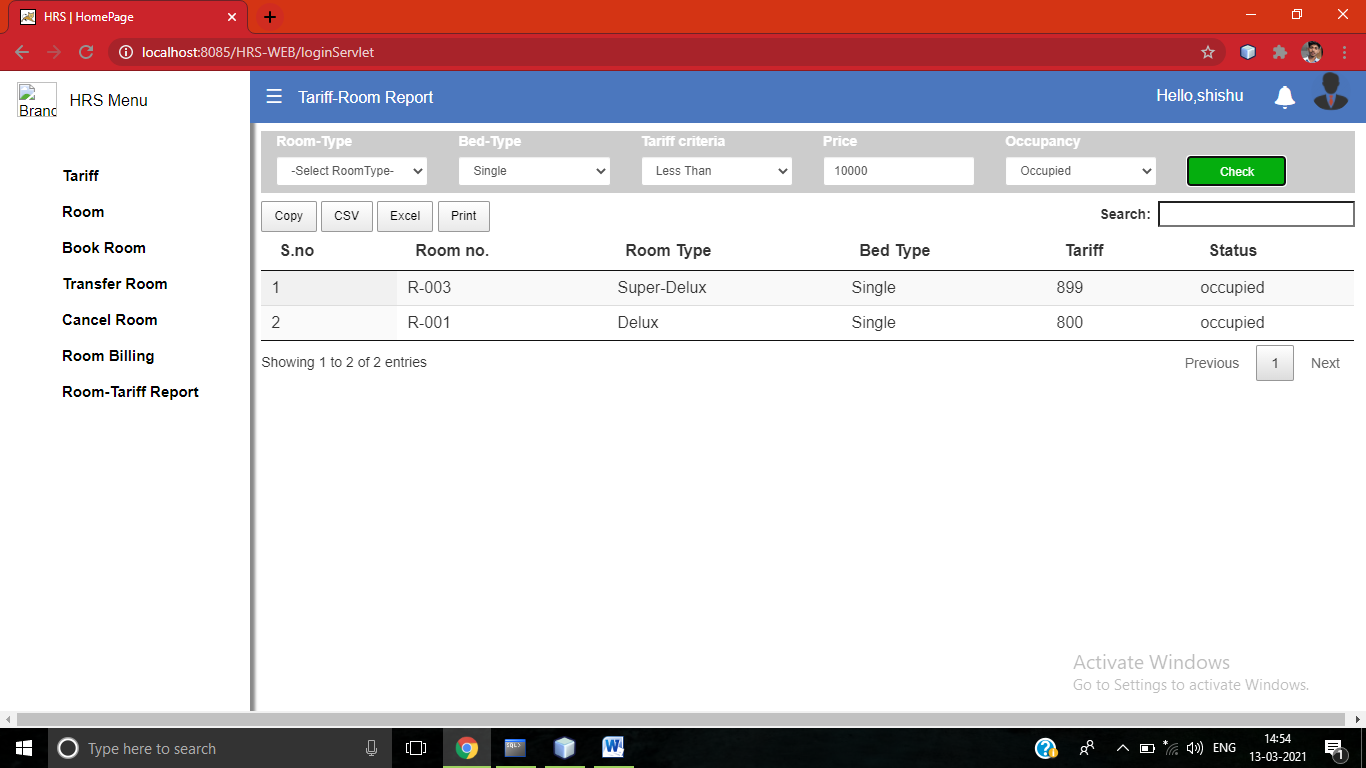 HRS | HomePage
localhost:8085/HRS-WEB/loginServlet
Branc
HRS Menu
Tariff-Room Report
Hello,shishu
Tariff
Room
Book Room
Transfer Room
Cancel Room
Room Billing
Room-Tariff Report
Room-Type Bed-Type Tariff criteria Price Occupancy
-Select RoomType- Single Less Than 10000 Occupied Check
Copy CSV Excel Print Search:
S.no Room no. Room Type Bed Type Tariff Status
1 R-003 Super-Delux Single 899 occupied
2 R-001 Delux Single 800 occupied
Showing 1 to 2 of 2 entries Previous 1 Next
Activate Windows
Go to Settings to activate Windows.
Type here to search
ENG
14:54
13-03-2021
1